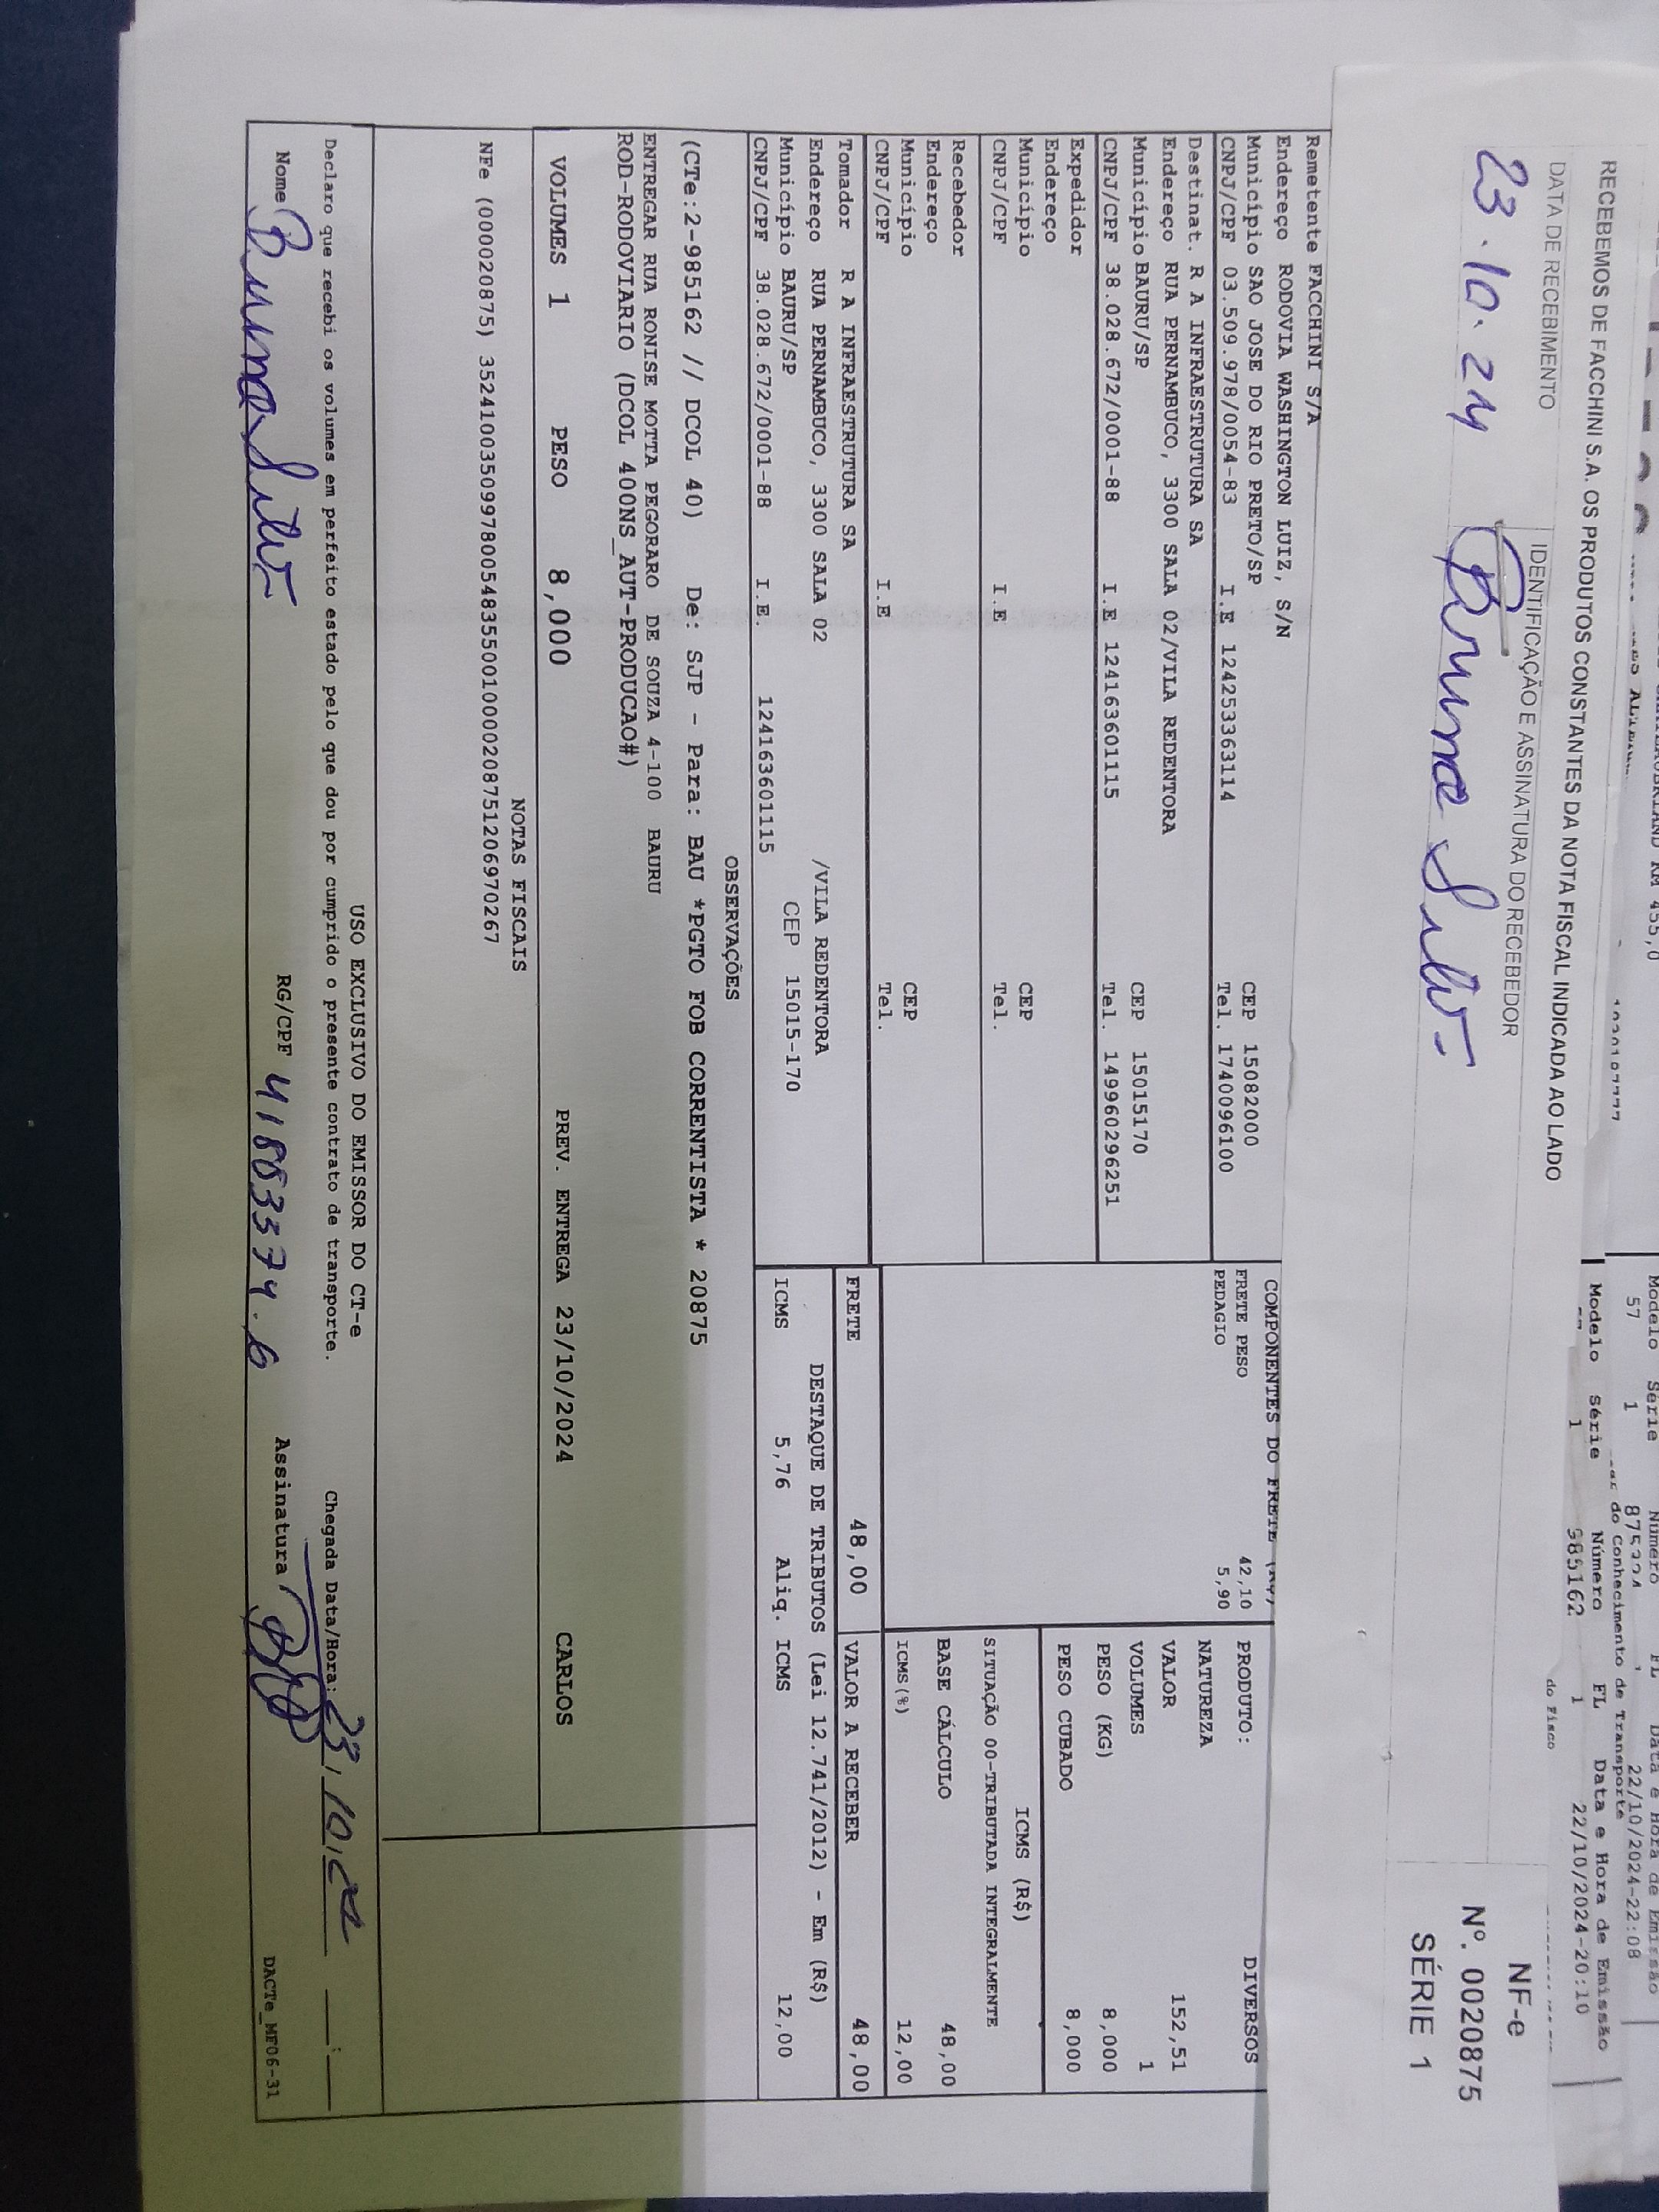 RECEBEMOS DE FACCHINI S.A. OS PRODUTOS CONSTANTES DA NOTA FISCAL INDICADA AO LADO
DATA DE RECEBIMENTO
IDENTIFICAÇÃO E ASSINATURA DO RECEBEDOR
23.10.24
NF-e
Nº. 0020875
SÉRIE 1
Modelo Série Número FL Data e Hora de Emissão
57 1 22/10/2024-22:08
do Conhecimento de Transporte
Modelo Série Número FL Data e Hora de Emissão
1 985162 1 22/10/2024-20:10
do Fisco
Remetente FACCHINI S/A
Endereço RODOVIA WASHINGTON LUIZ, S/N
Município SAO JOSE DO RIO PRETO/SP CEP 15082000
CNPJ/CPF 03.509.978/0054-83 I.E 124253363114 Tel. 1740096100
Destinat. R A INFRAESTRUTURA SA
Endereço RUA PERNAMBUCO, 3300 SALA 02/VILA REDENTORA
Município BAURU/SP CEP 15015170
CNPJ/CPF 38.028.672/0001-88 I.E 124163601115 Tel. 149960296251
Expedidor
Endereço
Município CEP
CNPJ/CPF I.E Tel.
Recebedor
Endereço
Município CEP
CNPJ/CPF I.E Tel.
Tomador R A INFRAESTRUTURA SA
Endereço RUA PERNAMBUCO, 3300 SALA 02 /VILA REDENTORA
Município BAURU/SP CEP 15015-170
CNPJ/CPF 38.028.672/0001-88 I.E. 124163601115
COMPONENTES DO FRETE
FRETE PESO 42,10
PEDAGIO 5,90
PRODUTO: DIVERSOS
NATUREZA
VALOR 152,51
VOLUMES 1
PESO (KG) 8,000
PESO CUBADO 8,000
ICMS (R$)
SITUAÇÃO 00-TRIBUTADA INTEGRALMENTE
BASE CÁLCULO 48,00
ICMS(%) 12,00
FRETE 48,00 VALOR A RECEBER 48,00
DESTAQUE DE TRIBUTOS (Lei 12.741/2012) - Em (R$)
ICMS 5,76 Aliq. ICMS 12,00
OBSERVAÇÕES
(CTe:2-985162 // DCOL 40) De: SJP - Para: BAU *PGTO FOB CORRENTISTA * 20875
ENTREGAR RUA RONISE MOTTA PEGORARO DE SOUZA 4-100 BAURU
ROD-RODOVIARIO (DCOL 400NS_AUT-PRODUCAO#)
VOLUMES 1 PESO 8,000 PREV. ENTREGA 23/10/2024 CARLOS
NOTAS FISCAIS
NFe (000020875) 35241003509978005483550010000208751206970267
USO EXCLUSIVO DO EMISSOR DO CT-e
Declaro que recebi os volumes em perfeito estado pelo que dou por cumprido o presente contrato de transporte. Chegada Data/Hora: 23,10,24
Nome RG/CPF 41883374.6 Assinatura
DACTe_MF06-31